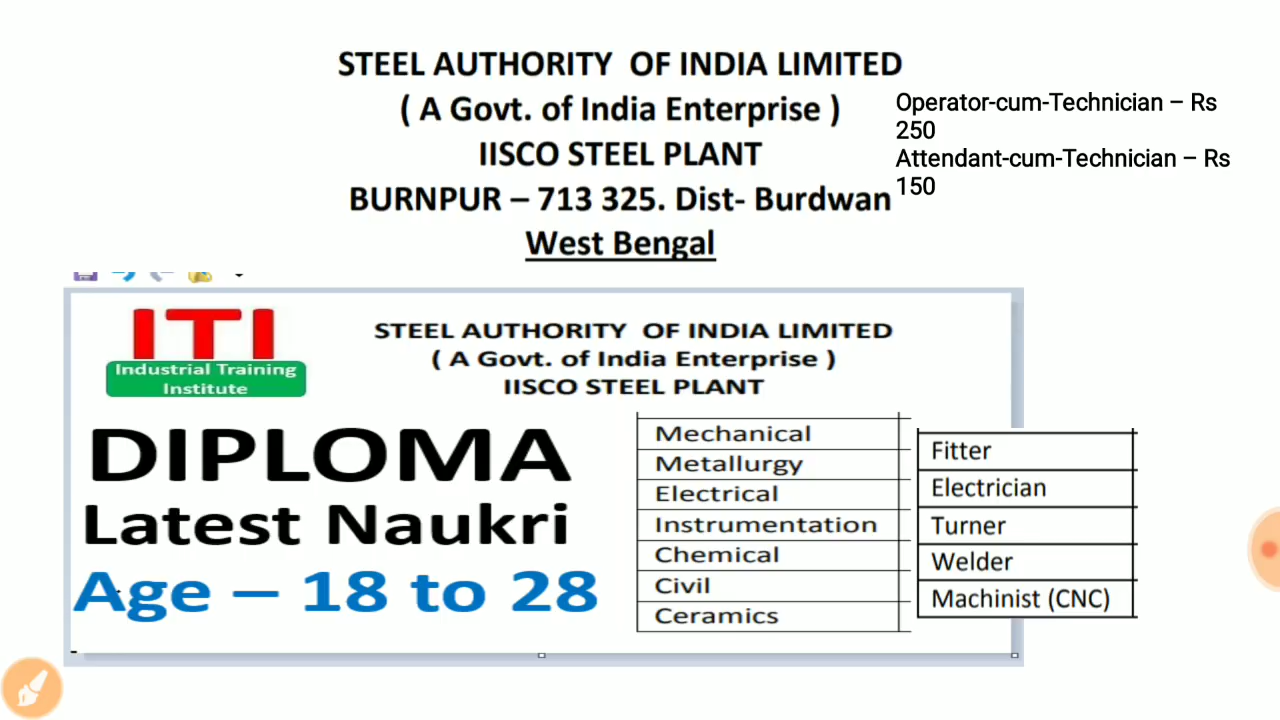 STEEL AUTHORITY OF INDIA LIMITED
( A Govt. of India Enterprise )
IISCO STEEL PLANT
BURNPUR – 713 325. Dist- Burdwan
West Bengal
Operator-cum-Technician – Rs
250
Attendant-cum-Technician – Rs
150
ITI
Industrial Training
Institute
STEEL AUTHORITY OF INDIA LIMITED
( A Govt. of India Enterprise )
IISCO STEEL PLANT
DIPLOMA
Latest Naukri
Age – 18 to 28
Mechanical
Metallurgy
Electrical
Instrumentation
Chemical
Civil
Ceramics
Fitter
Electrician
Turner
Welder
Machinist (CNC)